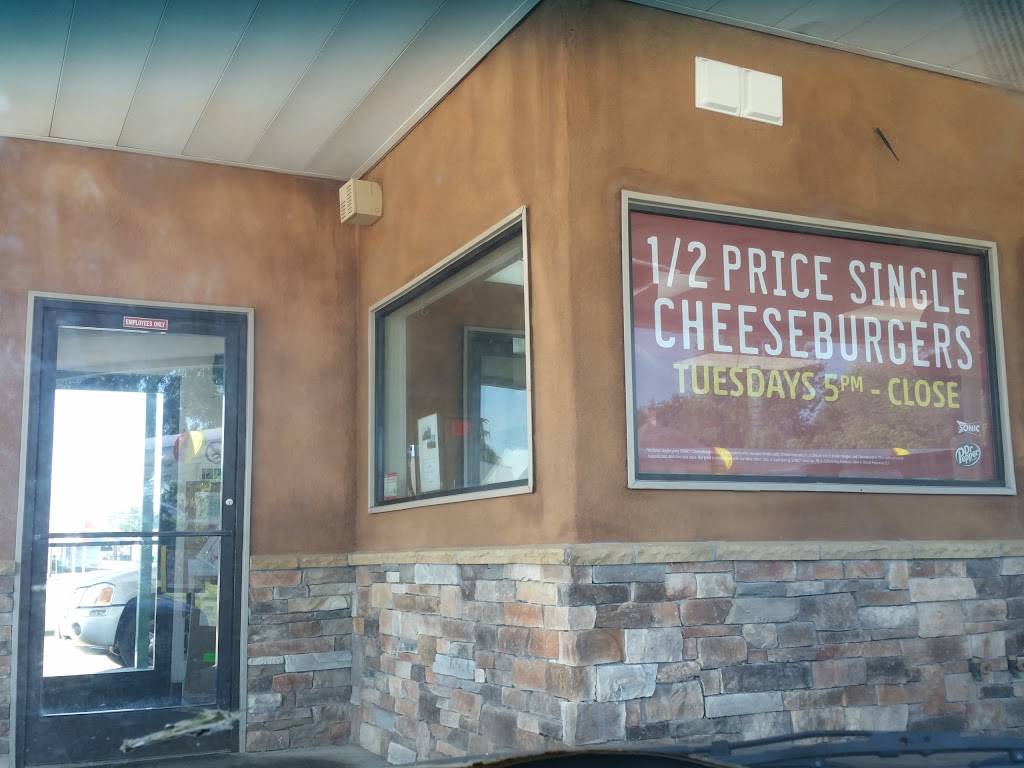 EMPLOYEES ONLY
1/2 PRICE SINGLE
CHEESEBURGERS
TUESDAYS 5PM - CLOSE
SONIC
Dr Pepper